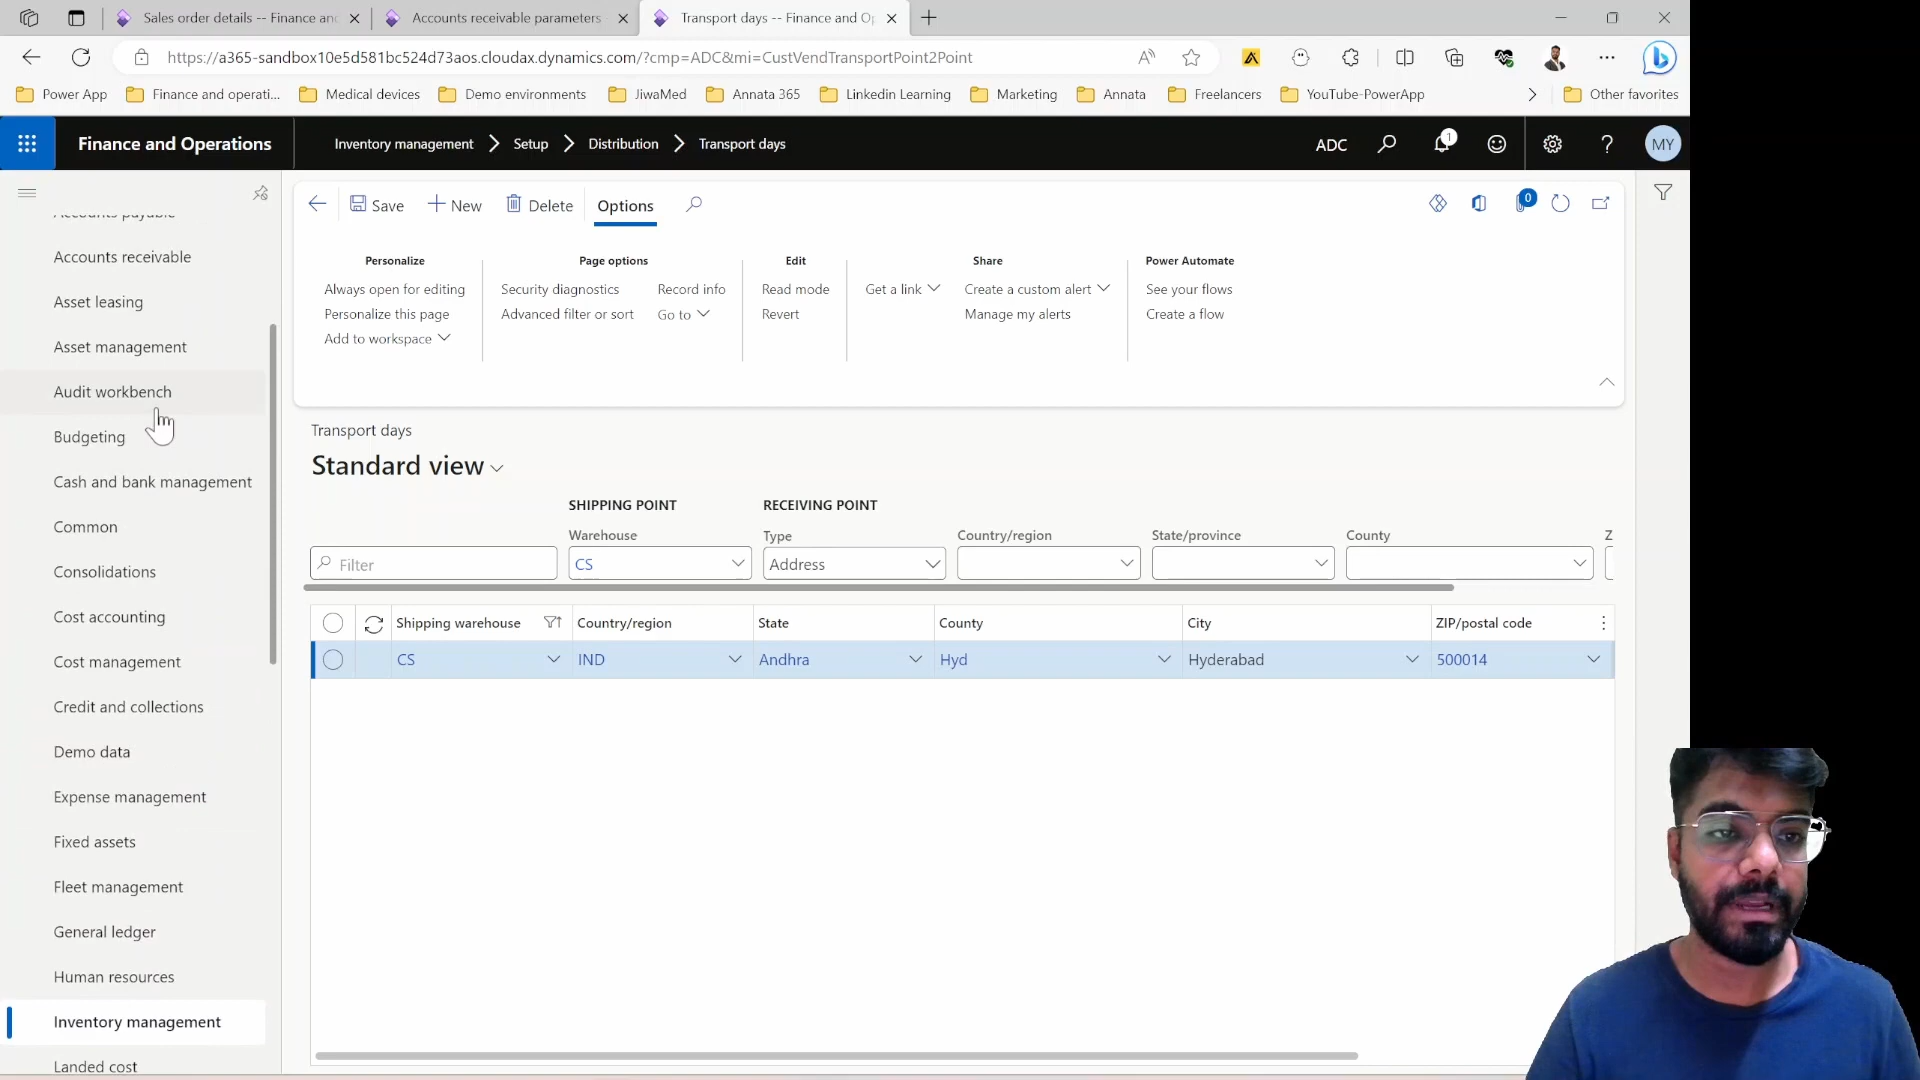 Sales order details -- Finance and
Accounts receivable parameters
Transport days -- Finance and Op
https://a365-sandbox10e5d581bc524d73aos.cloudax.dynamics.com/?cmp=ADC&mi=CustVendTransportPoint2Point
Power App
Finance and operati...
Medical devices
Demo environments
JiwaMed
Annata 365
Linkedin Learning
Marketing
Annata
Freelancers
YouTube-PowerApp
Other favorites
Finance and Operations
Inventory management
Setup
Distribution
Transport days
ADC
1
MY
Accounts payable
Accounts receivable
Asset leasing
Asset management
Audit workbench
Budgeting
Cash and bank management
Common
Consolidations
Cost accounting
Cost management
Credit and collections
Demo data
Expense management
Fixed assets
Fleet management
General ledger
Human resources
Inventory management
Landed cost
Save
New
Delete
Options
0
Personalize
Always open for editing
Personalize this page
Add to workspace
Page options
Security diagnostics
Record info
Advanced filter or sort
Go to
Edit
Read mode
Revert
Share
Get a link
Create a custom alert
Manage my alerts
Power Automate
See your flows
Create a flow
Transport days
Standard view
SHIPPING POINT
RECEIVING POINT
Warehouse
Type
Country/region
State/province
County
Z
Filter
CS
Address
Shipping warehouse
Country/region
State
County
City
ZIP/postal code
CS
IND
Andhra
Hyd
Hyderabad
500014